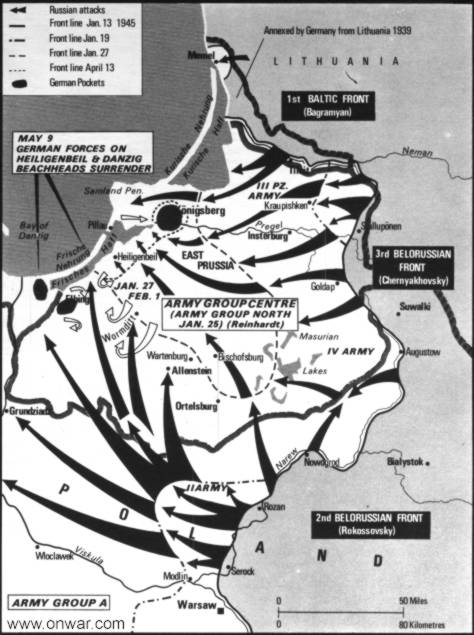 Russian attacks
Front line Jan. 13 1945
Front line Jan. 19
Front line Jan. 27
Front line April 13
German Pockets
Annexed by Germany from Lithuania 1939
Memel
LITHUANIA
1st BALTIC FRONT
(Bagramyan)
MAY 9
GERMAN FORCES ON
HEILIGENBEIL & DANZIG
BEACHHEADS SURRENDER
Kurische Nehrung
Kurische Haff
Neman
Samland Pen.
III PZ.
ARMY
Kraupishken
Königsberg
Pillau
Bay of
Danzig
Pregel
Insterburg
Gallupönen
Frische
Nehrung
Frisches Haff
Heiligenbeil
EAST
PRUSSIA
3rd BELORUSSIAN
FRONT
(Chernyakhovsky)
Goldap
Elbing
JAN. 27
FEB. 1
ARMY GROUP CENTRE
(ARMY GROUP NORTH
JAN. 25) (Reinhardt)
Suwalki
Wormditt
Masurian
Lakes
IV ARMY
Augustow
Wartenburg
Bischofsburg
Allenstein
Ortelsburg
Grundziadz
Narew
Nowogrod
Bialystok
II ARMY
Rozan
2nd BELORUSSIAN FRONT
(Rokossovsky)
POLAND
Wloclawek
Viskula
Modlin
Serock
ARMY GROUP A
Warsaw
0
50 Miles
0
80 Kilometres
www.onwar.com